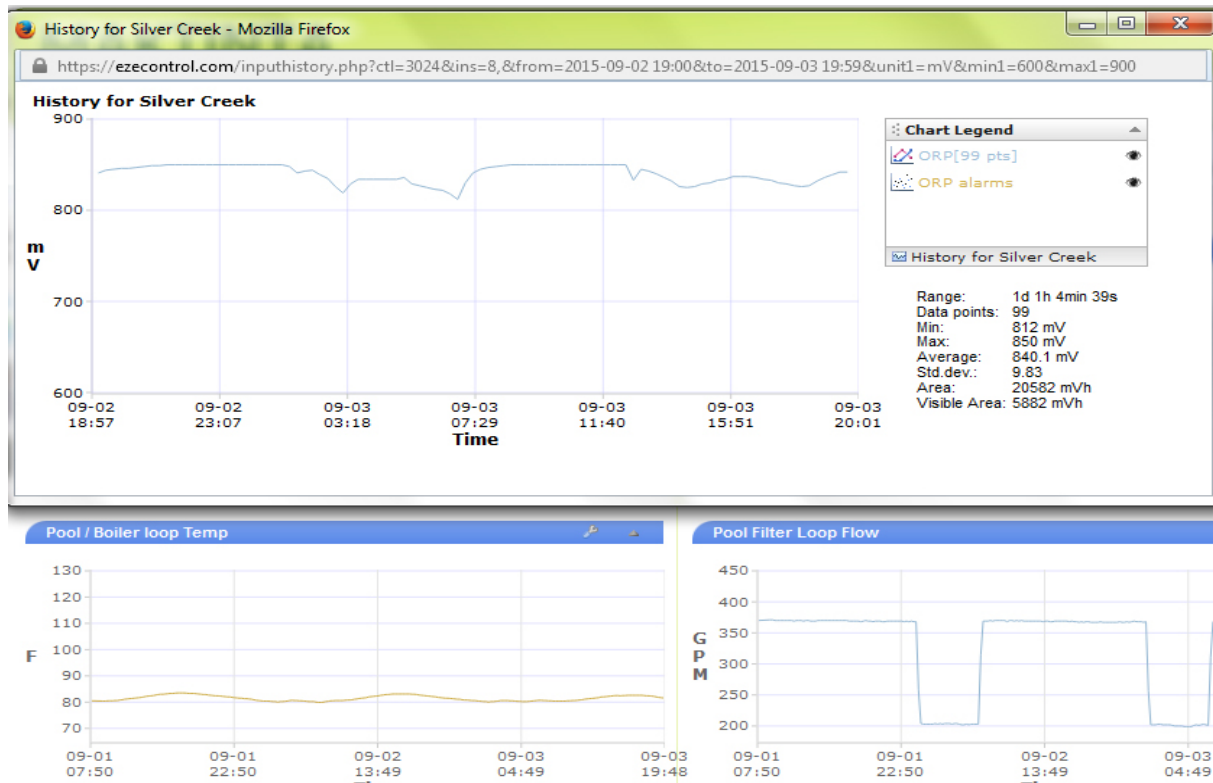 History for Silver Creek - Mozilla Firefox
https://ezecontrol.com/inputhistory.php?ctl=3024&ins=8,&from=2015-09-02 19:00&to=2015-09-03 19:59&unit1=mV&min1=600&max1=900
History for Silver Creek
900
800
700
600
m
V
09-02 09-02 09-03 09-03 09-03 09-03 09-03
18:57 23:07 03:18 07:29 11:40 15:51 20:01
Time
Chart Legend
ORP[99 pts]
ORP alarms
History for Silver Creek
Range: 1d 1h 4min 39s
Data points: 99
Min: 812 mV
Max: 850 mV
Average: 840.1 mV
Std.dev.: 9.83
Area: 20582 mVh
Visible Area: 5882 mVh
Pool / Boiler loop Temp
130
120
110
100
90
80
70
F
09-01 09-01 09-02 09-03 09-03
07:50 22:50 13:49 04:49 19:48
Pool Filter Loop Flow
450
400
350
300
250
200
G
P
M
09-01 09-01 09-02 09-03
07:50 22:50 13:49 04:49